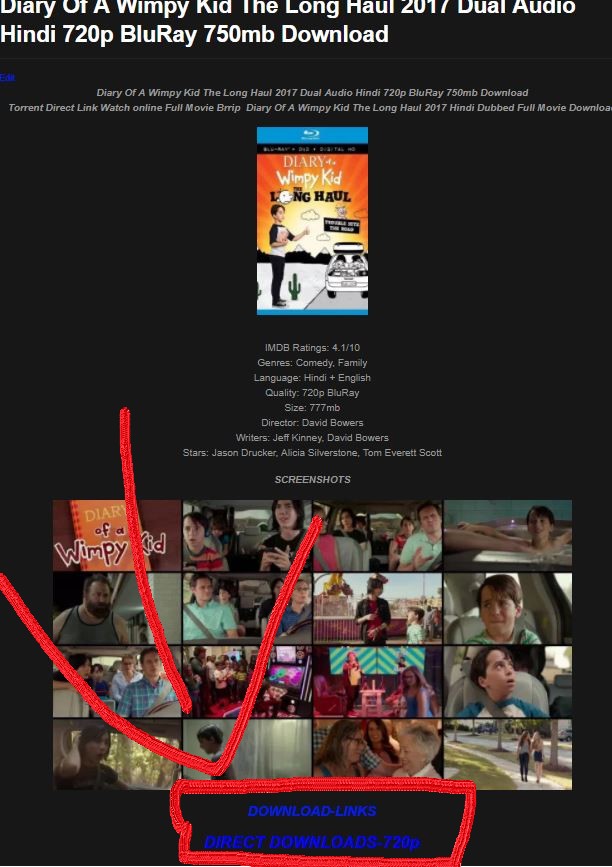 Diary Of A Wimpy Kid The Long Haul 2017 Dual Audio
Hindi 720p BluRay 750mb Download
Edit
Diary Of A Wimpy Kid The Long Haul 2017 Dual Audio Hindi 720p BluRay 750mb Download
Torrent Direct Link Watch online Full Movie Brrip Diary Of A Wimpy Kid The Long Haul 2017 Hindi Dubbed Full Movie Downloa
BLU-RAY + DVD + DIGITAL HD
DIARY of a
Wimpy Kid
THE
LONG HAUL
TROUBLE HITS
THE ROAD
IMDB Ratings: 4.1/10
Genres: Comedy, Family
Language: Hindi + English
Quality: 720p BluRay
Size: 777mb
Director: David Bowers
Writers: Jeff Kinney, David Bowers
Stars: Jason Drucker, Alicia Silverstone, Tom Everett Scott
SCREENSHOTS
DIARY
of a
Wimpy Kid
DOWNLOAD-LINKS
DIRECT DOWNLOADS-720p